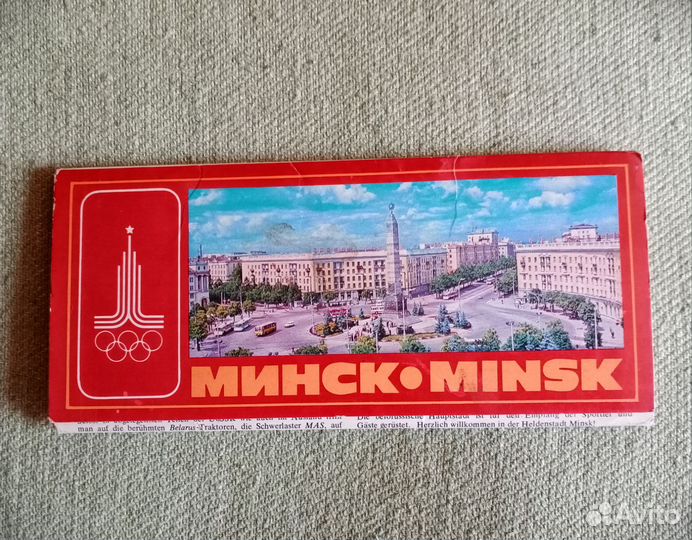 МИНСК•MINSK
man auf die berühmten Belarus-Traktoren, die Schwerlaster MAS, auf
Die belorussische Hauptstadt ist für den Empfang der Sportler und
Gäste gerüstet. Herzlich willkommen in der Heldenstadt Minsk!
Avito